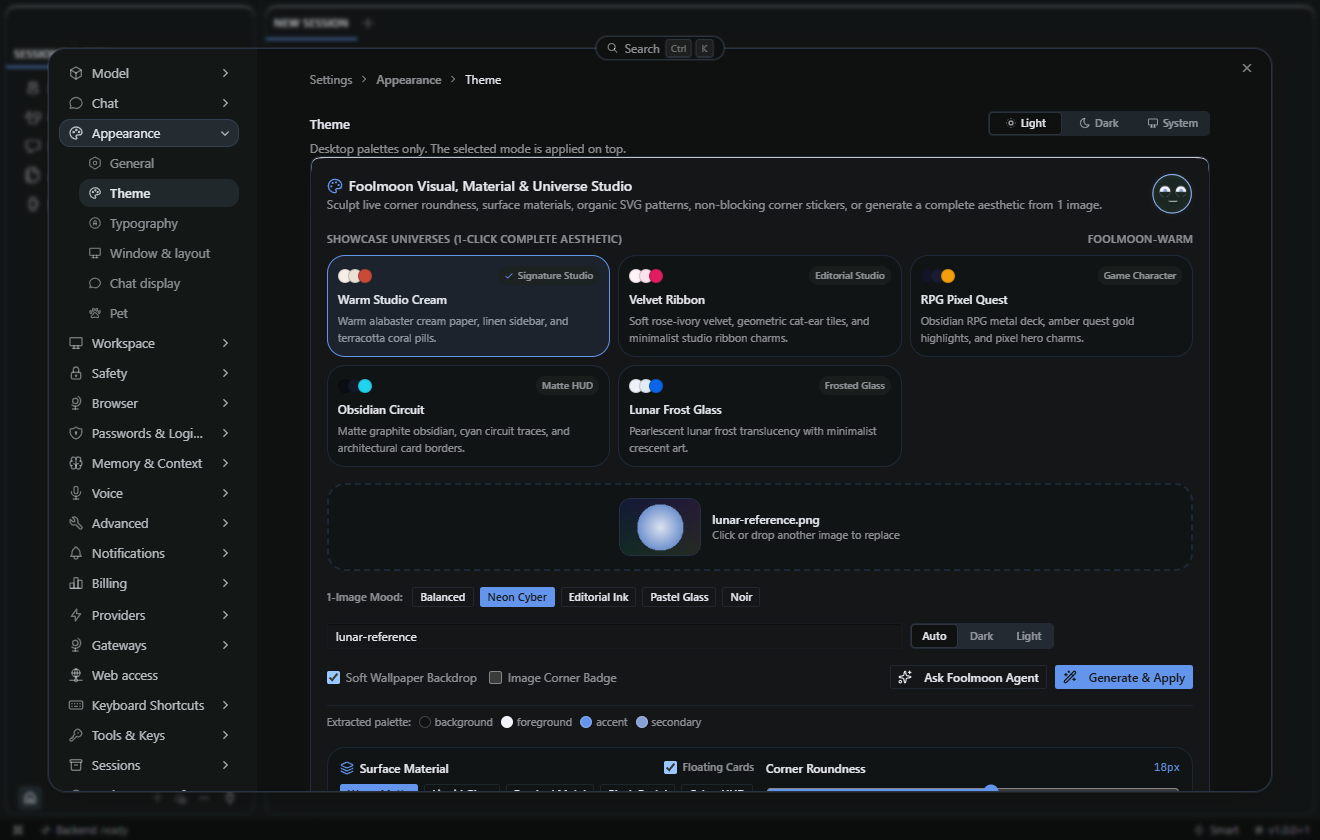 NEW SESSION
Search Ctrl K
Model
Chat
Appearance
General
Theme
Typography
Window & layout
Chat display
Pet
Workspace
Safety
Browser
Passwords & Logi...
Memory & Context
Voice
Advanced
Notifications
Billing
Providers
Gateways
Web access
Keyboard Shortcuts
Tools & Keys
Sessions
Settings > Appearance > Theme
Theme
Light Dark System
Desktop palettes only. The selected mode is applied on top.
Foolmoon Visual, Material & Universe Studio
Sculpt live corner roundness, surface materials, organic SVG patterns, non-blocking corner stickers, or generate a complete aesthetic from 1 image.
SHOWCASE UNIVERSES (1-CLICK COMPLETE AESTHETIC) FOOLMOON-WARM
Signature Studio
Warm Studio Cream
Warm alabaster cream paper, linen sidebar, and
terracotta coral pills.
Editorial Studio
Velvet Ribbon
Soft rose-ivory velvet, geometric cat-ear tiles, and
minimalist studio ribbon charms.
Game Character
RPG Pixel Quest
Obsidian RPG metal deck, amber quest gold
highlights, and pixel hero charms.
Matte HUD
Obsidian Circuit
Matte graphite obsidian, cyan circuit traces, and
architectural card borders.
Frosted Glass
Lunar Frost Glass
Pearlescent lunar frost translucency with minimalist
crescent art.
lunar-reference.png
Click or drop another image to replace
1-Image Mood: Balanced Neon Cyber Editorial Ink Pastel Glass Noir
lunar-reference Auto Dark Light
Soft Wallpaper Backdrop Image Corner Badge Ask Foolmoon Agent Generate & Apply
Extracted palette: background foreground accent secondary
Surface Material Floating Cards Corner Roundness 18px
Backend ready